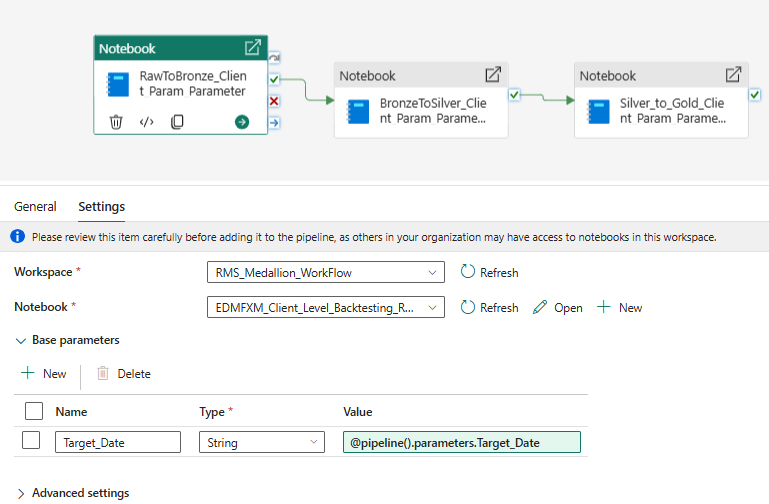 Notebook
RawToBronze_Clie
nt Param Parameter
Notebook
BronzeToSilver_Clie
nt Param Parame...
Notebook
Silver_to_Gold_Clie
nt Param Parame...
General Settings
Please review this item carefully before adding it to the pipeline, as others in your organization may have access to notebooks in this workspace.
Workspace * RMS_Medallion_WorkFlow Refresh
Notebook * EDMFXM_Client_Level_Backtesting_R... Refresh Open New
Base parameters
New Delete
Name Type * Value
Target_Date String @pipeline().parameters.Target_Date
Advanced settings